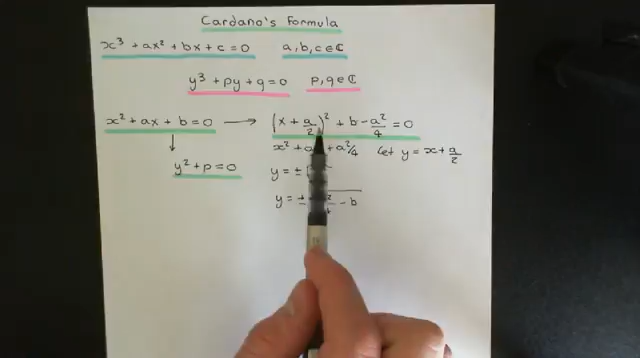 Cardano's Formula
x³ + ax² + bx + c = 0 a, b, c ∈ ℂ
y³ + py + q = 0 p, q ∈ ℂ
x² + ax + b = 0 → (x + a/2)² + b - a²/4 = 0
x² + a + a²/4 Let y = x + a/2
y² + p = 0 y = ±
y = ± - b